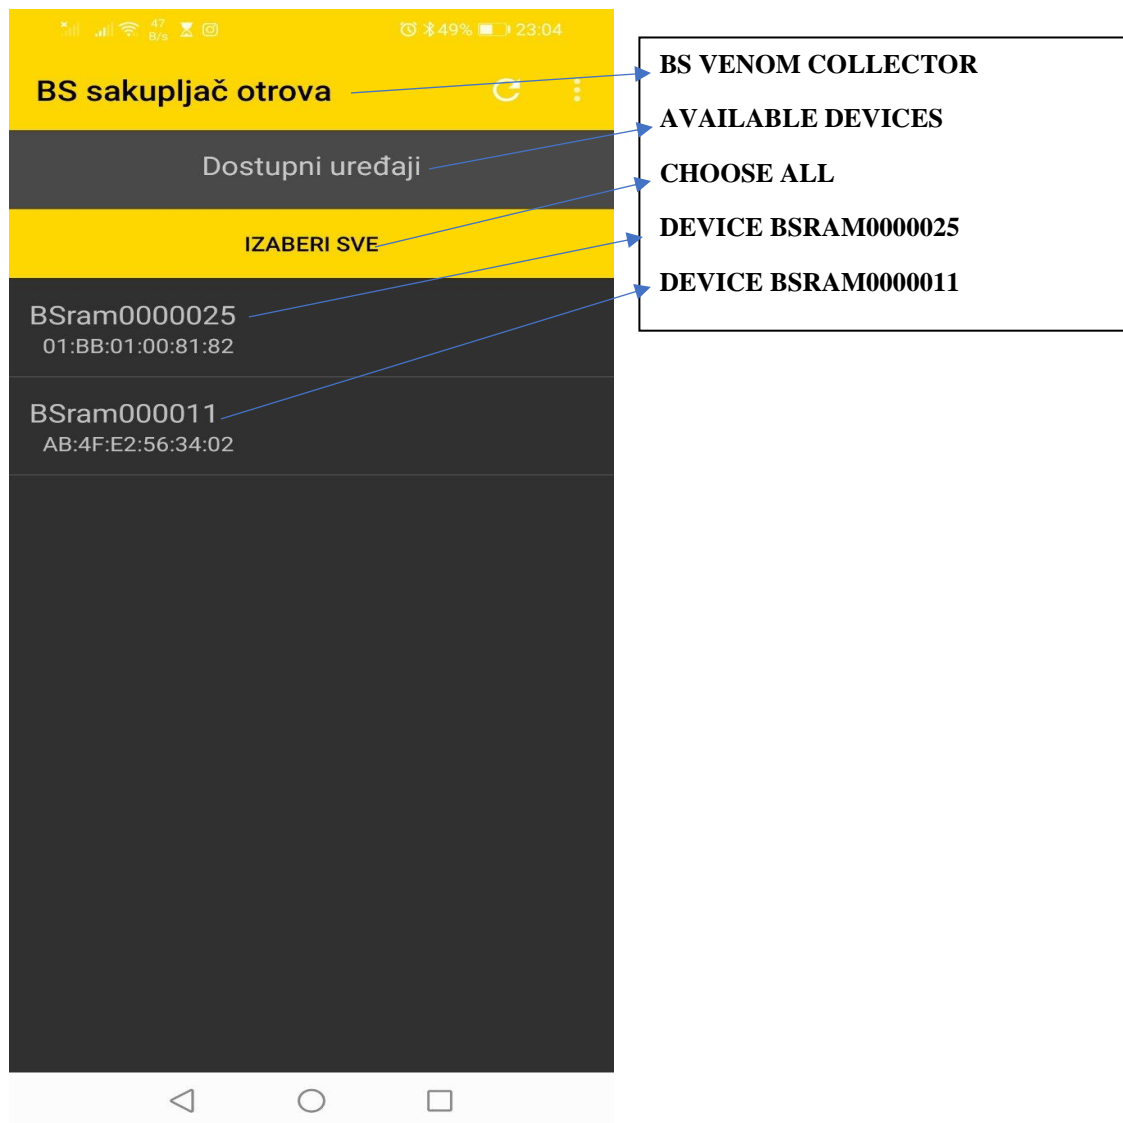 47
B/s
49%
23:04
BS sakupljač otrova
Dostupni uređaji
IZABERI SVE
BSram0000025
01:BB:01:00:81:82
BSram000011
AB:4F:E2:56:34:02
BS VENOM COLLECTOR
AVAILABLE DEVICES
CHOOSE ALL
DEVICE BSRAM0000025
DEVICE BSRAM0000011